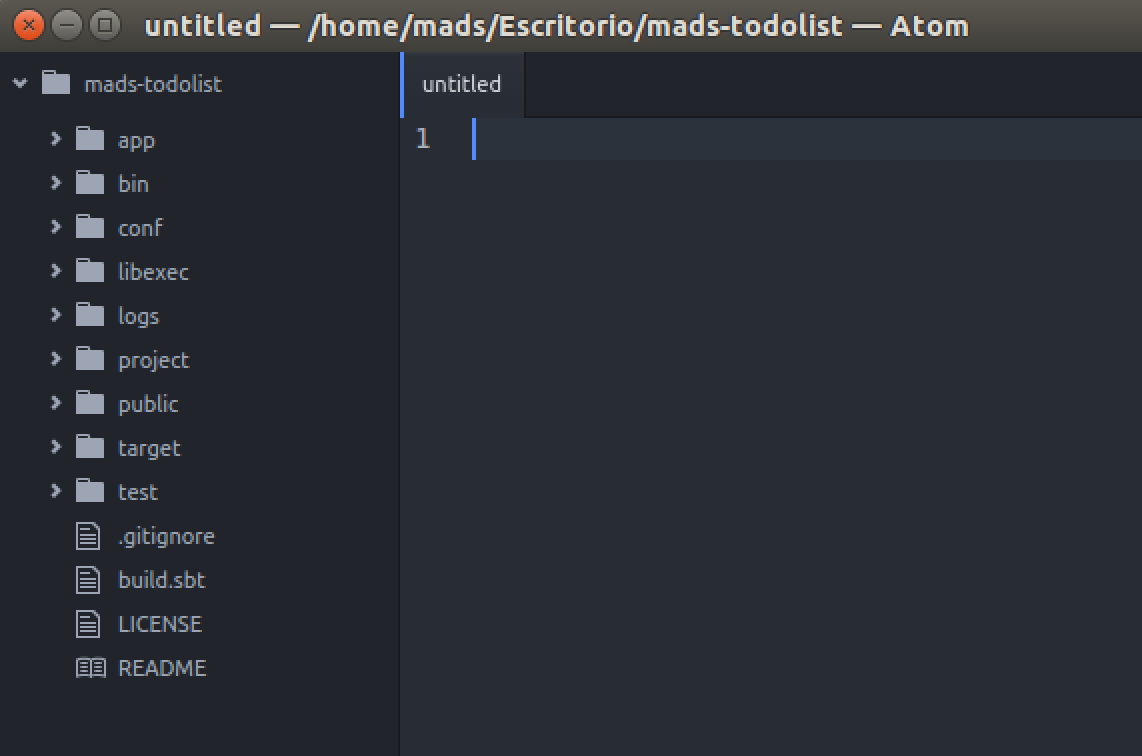 untitled — /home/mads/Escritorio/mads-todolist — Atom
mads-todolist
app
bin
conf
libexec
logs
project
public
target
test
.gitignore
build.sbt
LICENSE
README
untitled
1